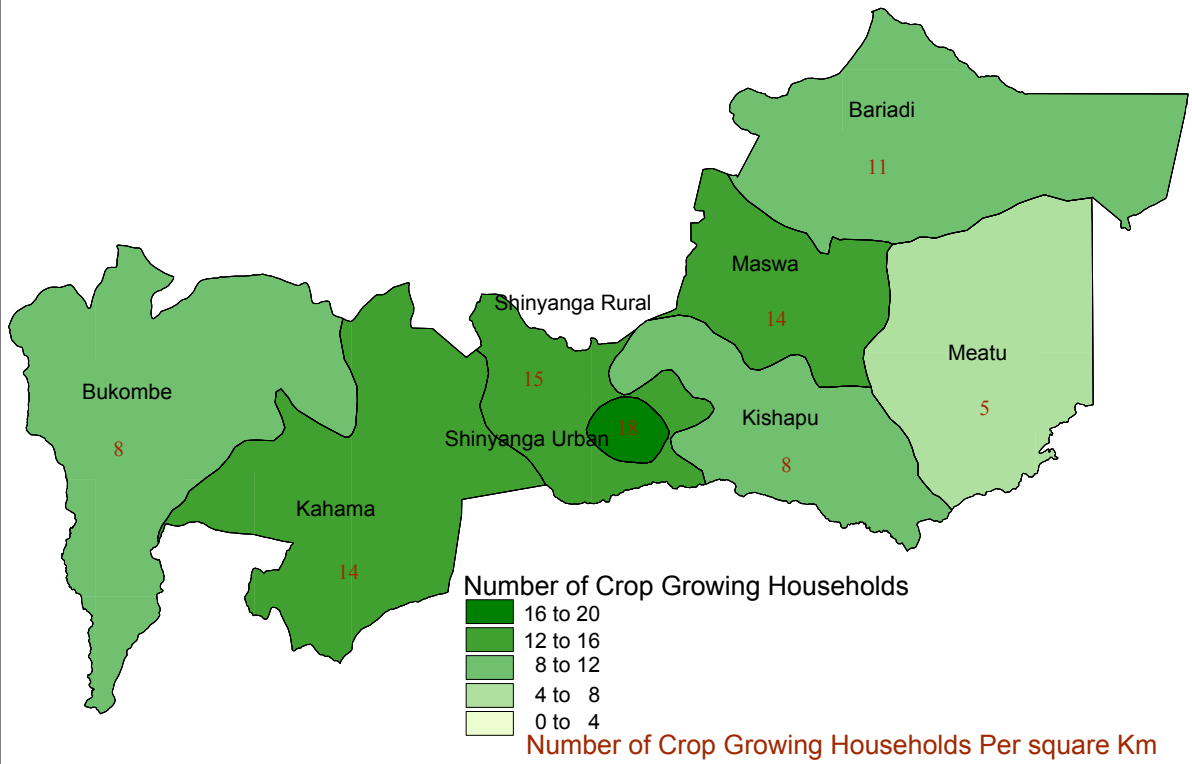 Bariadi
11
Maswa
14
Shinyanga Rural
15
Meatu
5
Bukombe
8
Kishapu
8
Shinyanga Urban
18
Kahama
14
Number of Crop Growing Households
16 to 20
12 to 16
8 to 12
4 to 8
0 to 4
Number of Crop Growing Households Per square Km